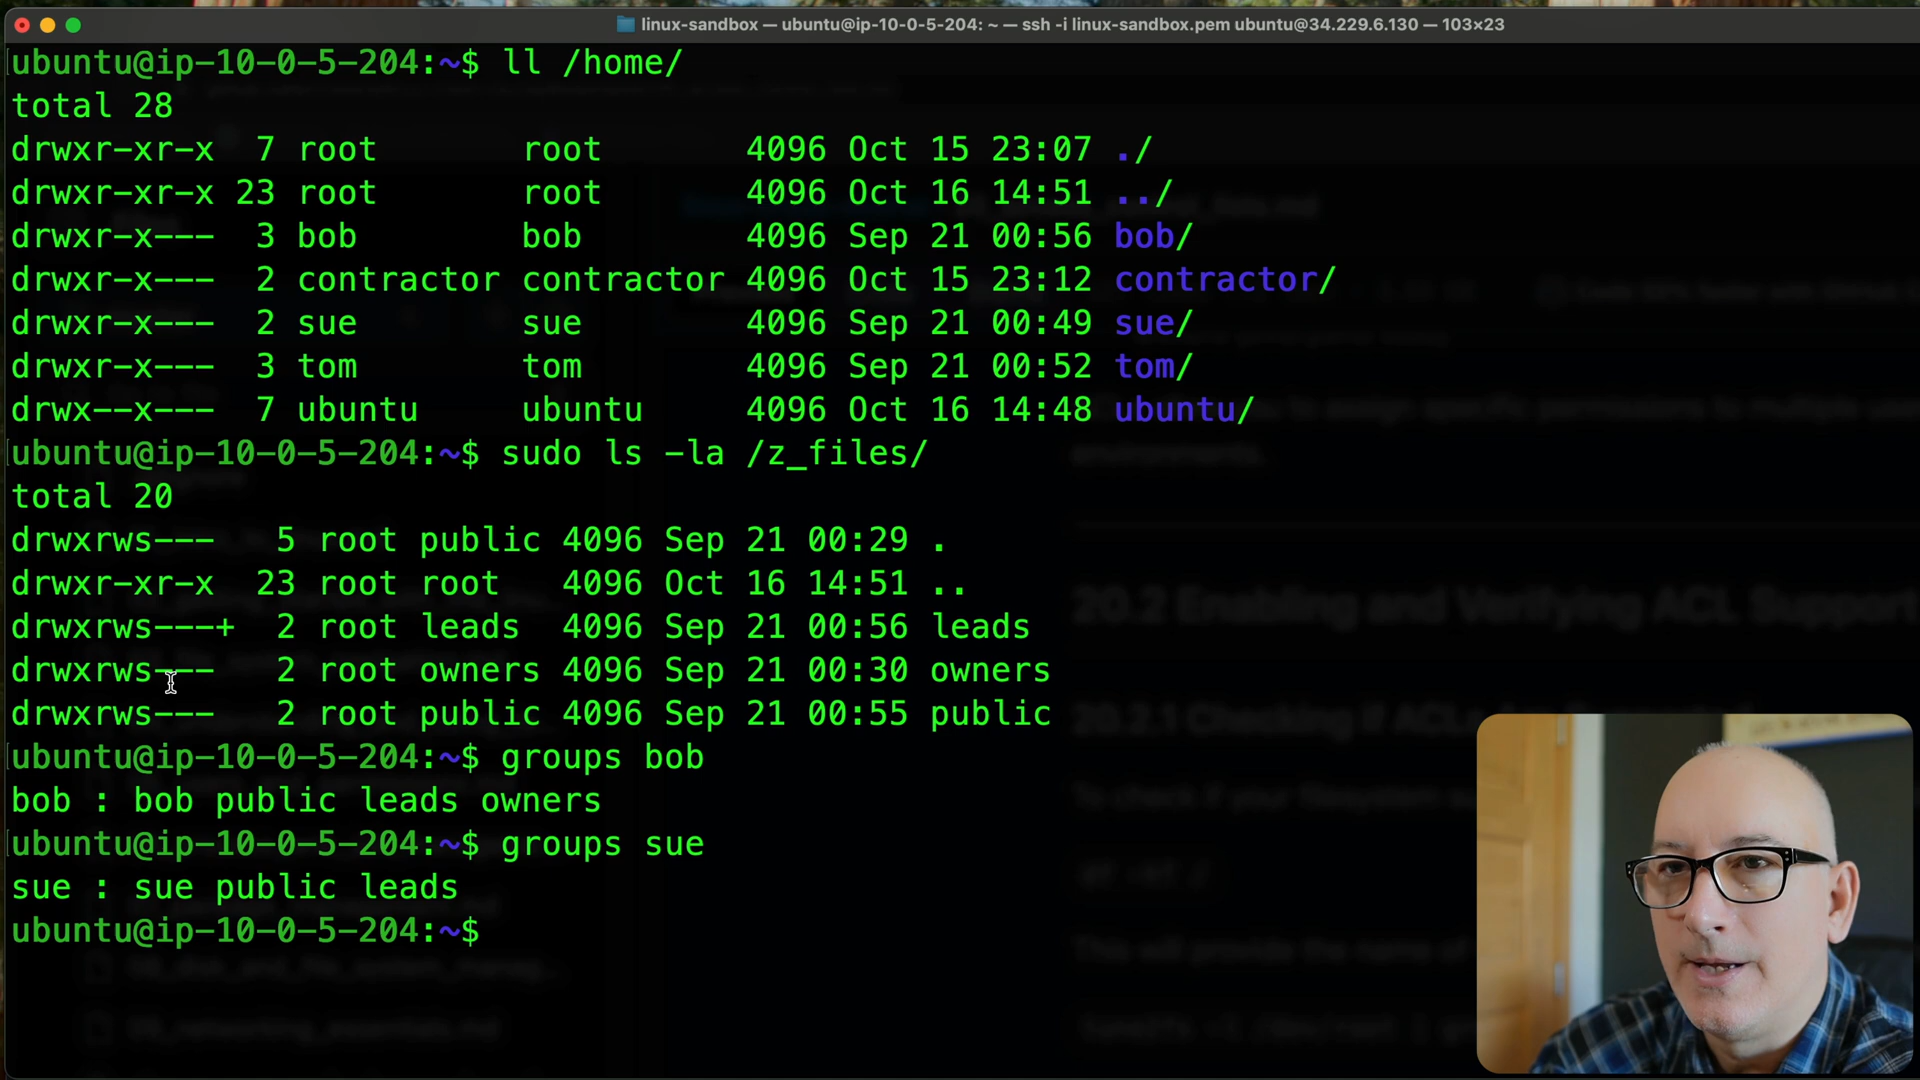 linux-sandbox — ubuntu@ip-10-0-5-204: ~ — ssh -i linux-sandbox.pem ubuntu@34.229.6.130 — 103×23
ubuntu@ip-10-0-5-204:~$ ll /home/
total 28
drwxr-xr-x  7 root       root       4096 Oct 15 23:07 ./
drwxr-xr-x 23 root       root       4096 Oct 16 14:51 ../
drwxr-x---  3 bob        bob        4096 Sep 21 00:56 bob/
drwxr-x---  2 contractor contractor 4096 Oct 15 23:12 contractor/
drwxr-x---  2 sue        sue        4096 Sep 21 00:49 sue/
drwxr-x---  3 tom        tom        4096 Sep 21 00:52 tom/
drwx--x---  7 ubuntu     ubuntu     4096 Oct 16 14:48 ubuntu/
ubuntu@ip-10-0-5-204:~$ sudo ls -la /z_files/
total 20
drwxrws---   5 root public 4096 Sep 21 00:29 .
drwxr-xr-x  23 root root   4096 Oct 16 14:51 ..
drwxrws---+  2 root leads  4096 Sep 21 00:56 leads
drwxrws---   2 root owners 4096 Sep 21 00:30 owners
drwxrws---   2 root public 4096 Sep 21 00:55 public
ubuntu@ip-10-0-5-204:~$ groups bob
bob : bob public leads owners
ubuntu@ip-10-0-5-204:~$ groups sue
sue : sue public leads
ubuntu@ip-10-0-5-204:~$
20.2 Enabling and Verifying ACL Support